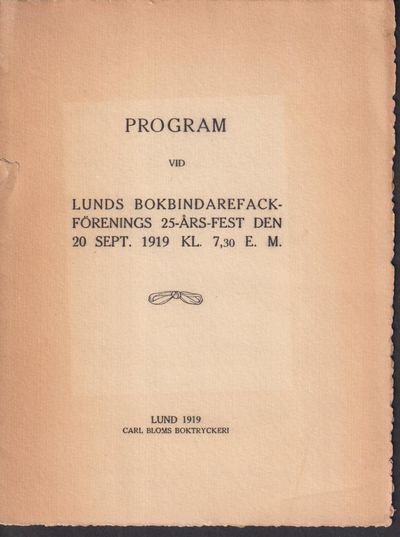 PROGRAM
VID
LUNDS BOKBINDAREFACK-
FÖRENINGS 25-ÅRS-FEST DEN
20 SEPT. 1919 KL. 7,30 E. M.
LUND 1919
CARL BLOMS BOKTRYCKERI